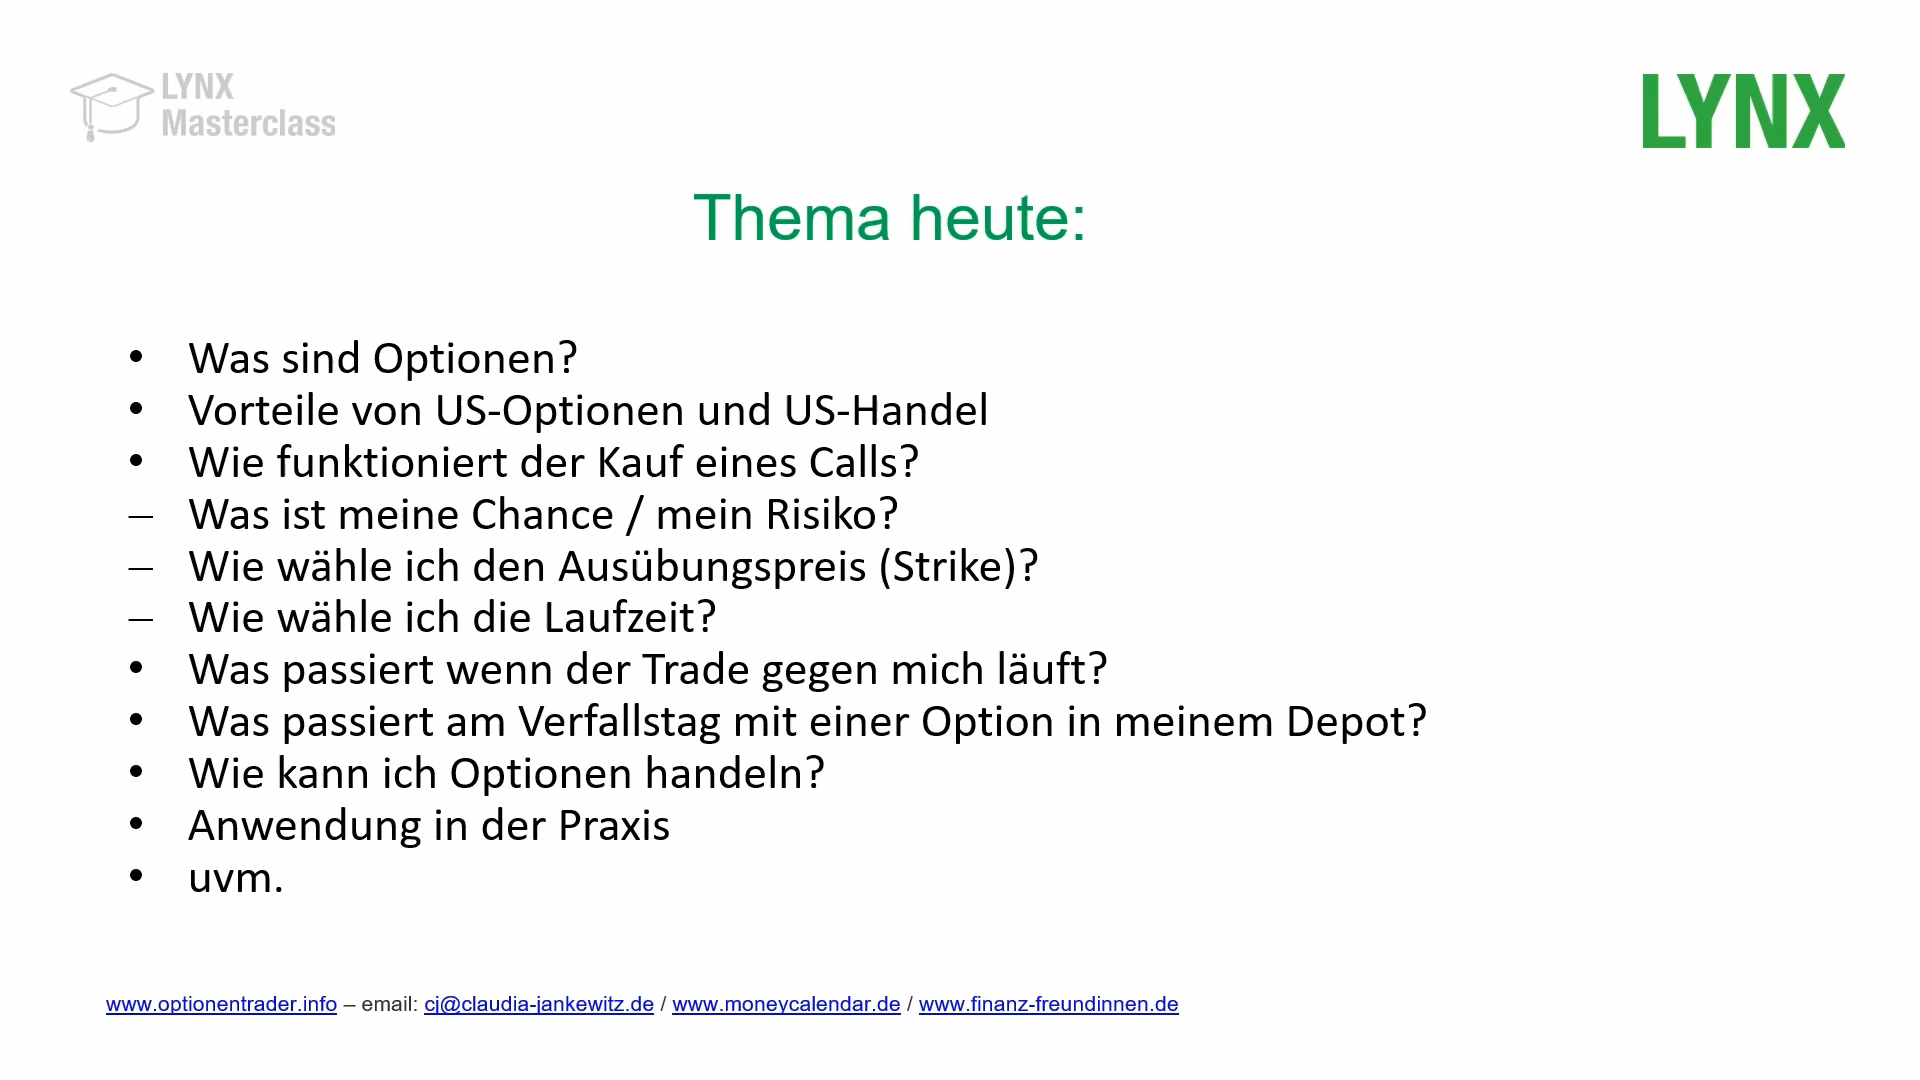 LYNX
Masterclass
LYNX
Thema heute:
• Was sind Optionen?
• Vorteile von US-Optionen und US-Handel
• Wie funktioniert der Kauf eines Calls?
– Was ist meine Chance / mein Risiko?
– Wie wähle ich den Ausübungspreis (Strike)?
– Wie wähle ich die Laufzeit?
• Was passiert wenn der Trade gegen mich läuft?
• Was passiert am Verfallstag mit einer Option in meinem Depot?
• Wie kann ich Optionen handeln?
• Anwendung in der Praxis
• uvm.
www.optionentrader.info – email: cj@claudia-jankewitz.de / www.moneycalendar.de / www.finanz-freundinnen.de